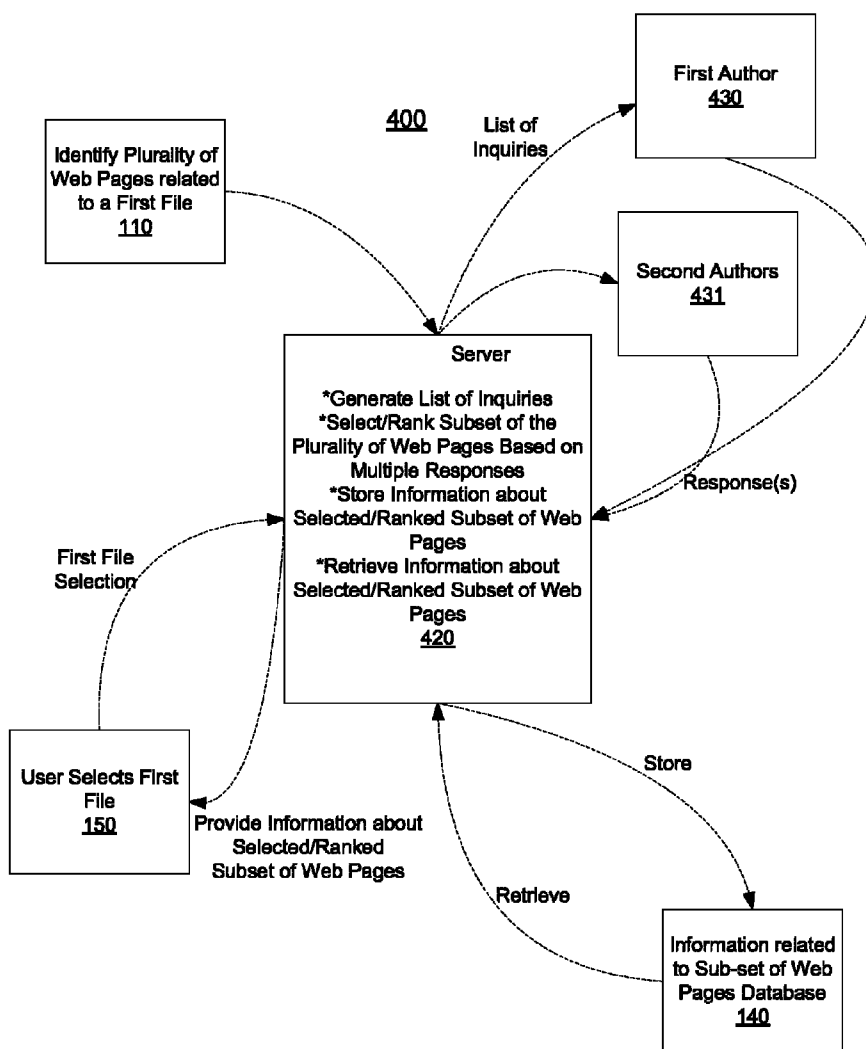 First Author
430
400
List of
Inquiries
Identify Plurality of
Web Pages related
to a First File
110
Second Authors
431
Server
*Generate List of Inquiries
*Select/Rank Subset of the
Plurality of Web Pages Based on
Multiple Responses
*Store Information about
Selected/Ranked Subset of Web
Pages
*Retrieve Information about
Selected/Ranked Subset of Web
Pages
420
Response(s)
First File
Selection
User Selects First
File
150
Provide Information about
Selected/Ranked
Subset of Web Pages
Store
Retrieve
Information related
to Sub-set of Web
Pages Database
140